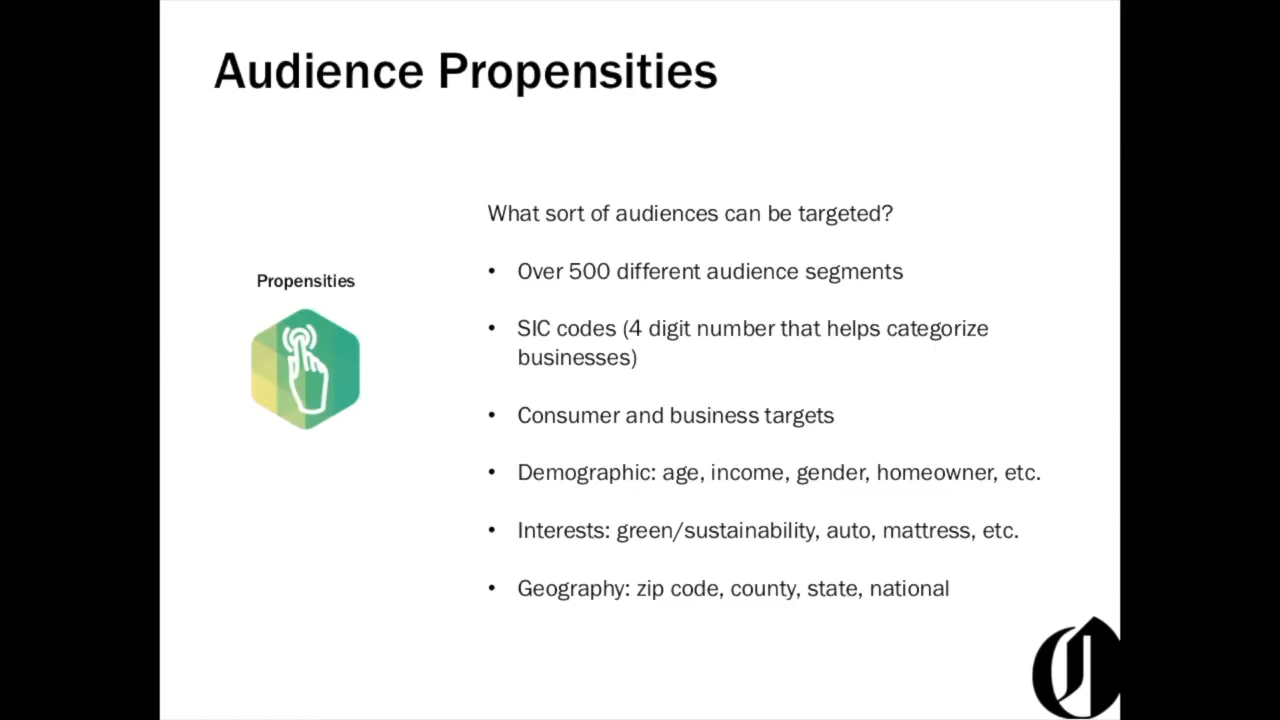 Audience Propensities
What sort of audiences can be targeted?
• Over 500 different audience segments
Propensities
• SIC codes (4 digit number that helps categorize
businesses)
• Consumer and business targets
• Demographic: age, income, gender, homeowner, etc.
• Interests: green/sustainability, auto, mattress, etc.
• Geography: zip code, county, state, national